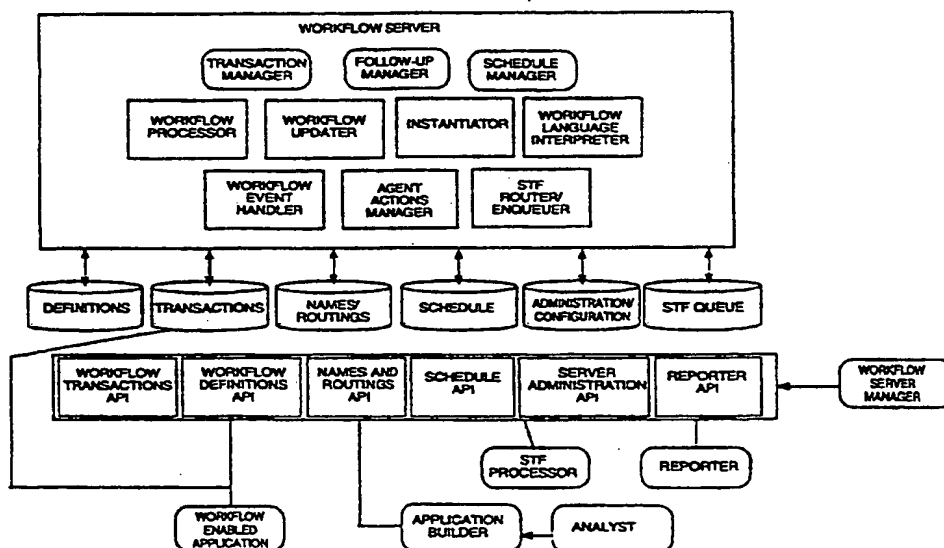 WORKFLOW SERVER
TRANSACTION
MANAGER
FOLLOW-UP
MANAGER
SCHEDULE
MANAGER
WORKFLOW
PROCESSOR
WORKFLOW
UPDATER
INSTANTIATOR
WORKFLOW
LANGUAGE
INTERPRETER
WORKFLOW
EVENT
HANDLER
AGENT
ACTIONS
MANAGER
STF
ROUTER/
ENQUEUER
DEFINITIONS
TRANSACTIONS
NAMES/
ROUTINGS
SCHEDULE
ADMINISTRATION/
CONFIGURATION
STF QUEUE
WORKFLOW
TRANSACTIONS
API
WORKFLOW
DEFINITIONS
API
NAMES AND
ROUTINGS
API
SCHEDULE
API
SERVER
ADMINISTRATION
API
REPORTER
API
WORKFLOW
SERVER
MANAGER
STF
PROCESSOR
REPORTER
WORKFLOW
ENABLED
APPLICATION
APPLICATION
BUILDER
ANALYST